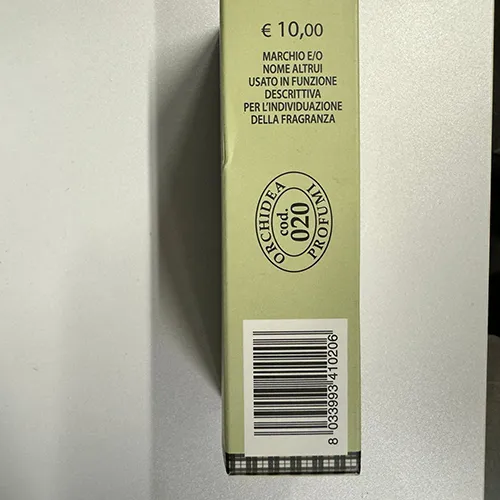 € 10,00
MARCHIO E/O
NOME ALTRUI
USATO IN FUNZIONE
DESCRITTIVA
PER L'INDIVIDUAZIONE
DELLA FRAGRANZA
ORCHIDEA
cod.
020
PROFUMI
8 033993 410206